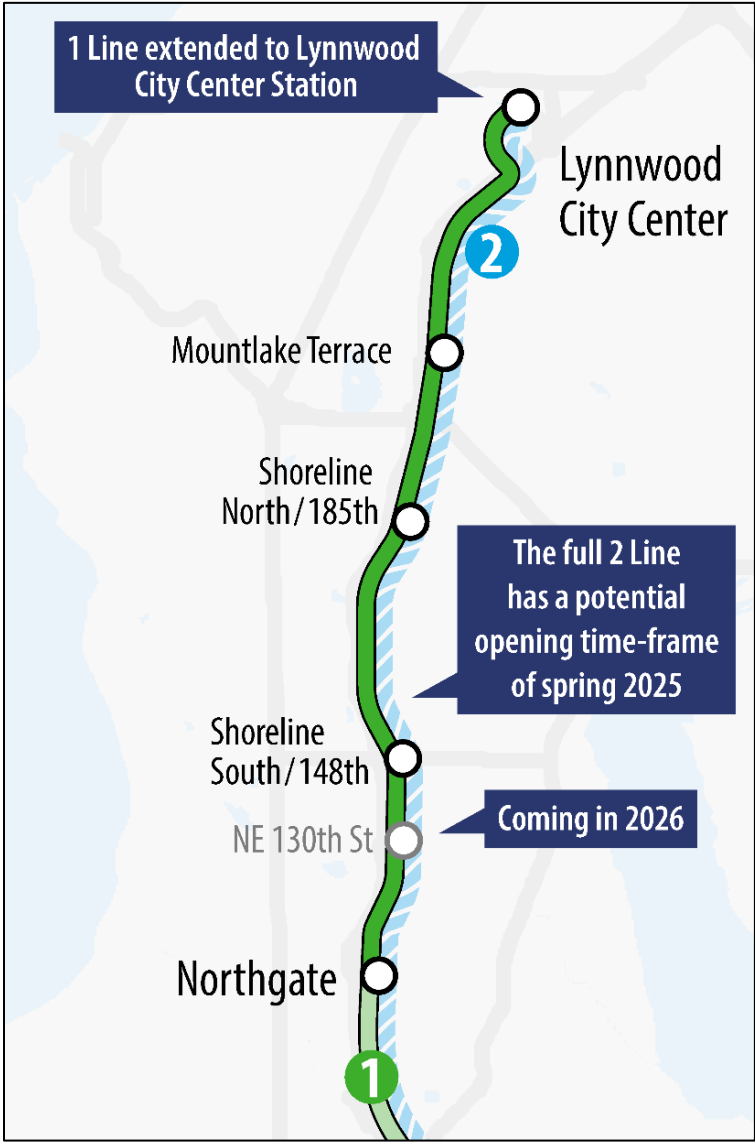 1 Line extended to Lynnwood
City Center Station
Lynnwood
City Center
2
Mountlake Terrace
Shoreline
North/185th
The full 2 Line
has a potential
opening time-frame
of spring 2025
Shoreline
South/148th
Coming in 2026
NE 130th St
Northgate
1